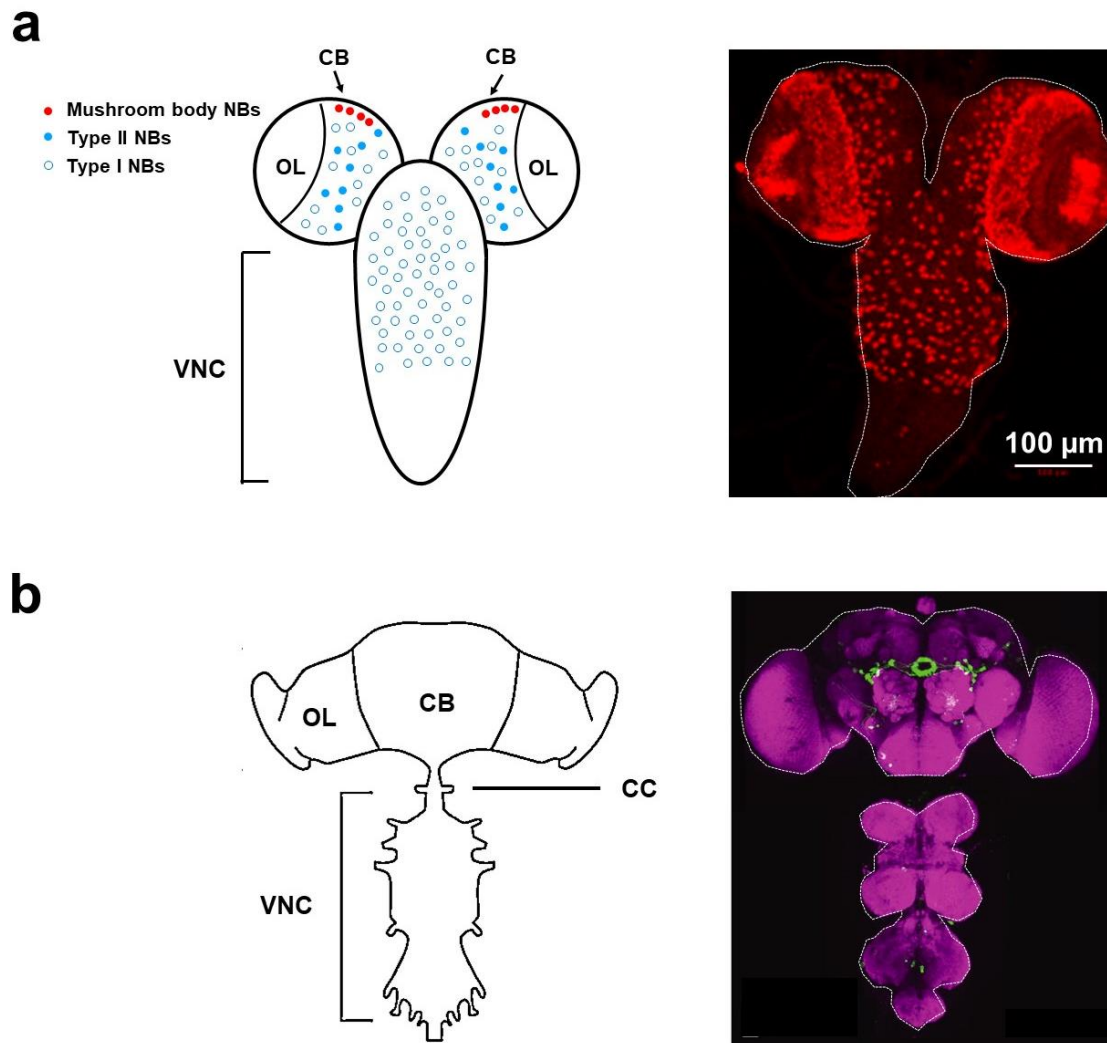 a
CB
CB
Mushroom body NBs
Type II NBs
Type I NBs
OL
OL
VNC
100 µm
b
OL
CB
CC
VNC